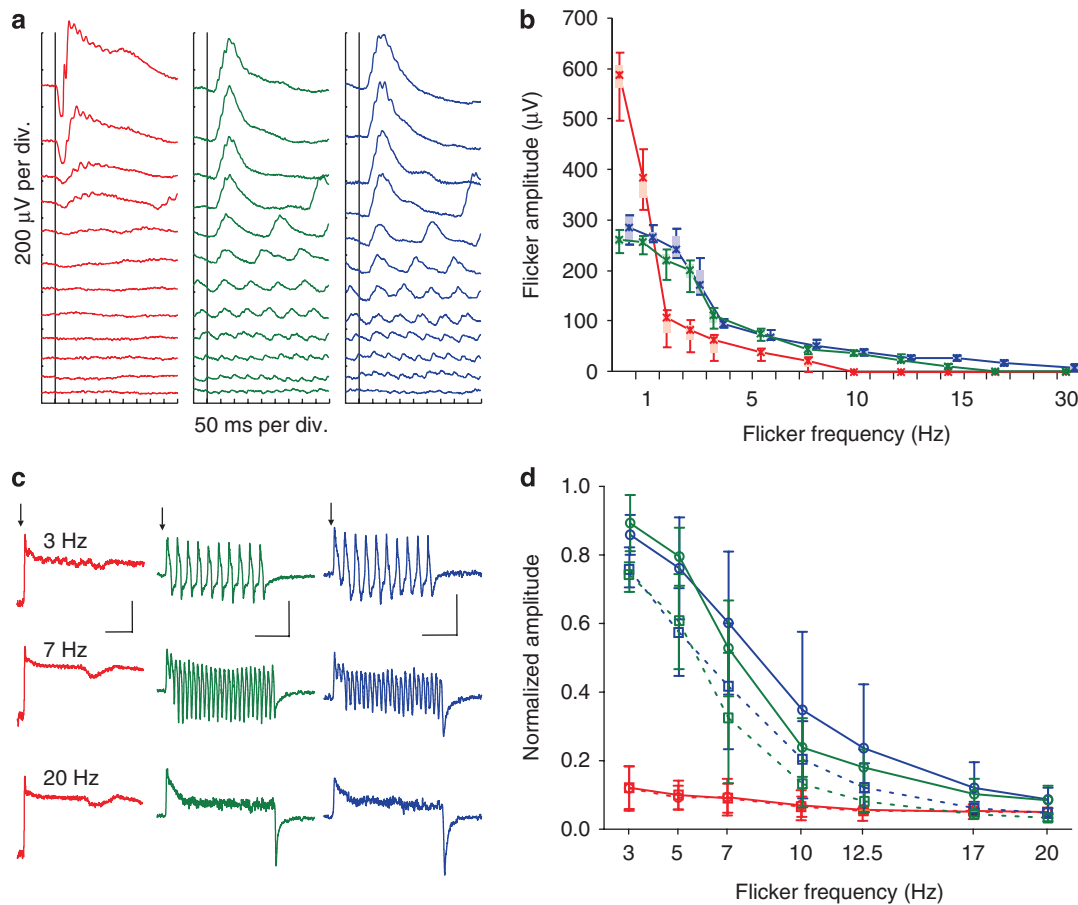 a
200 μV per div.
50 ms per div.
b
Flicker amplitude (μV)
700
600
500
400
300
200
100
0
1 5 10 15 30
Flicker frequency (Hz)
c
3 Hz
7 Hz
20 Hz
d
Normalized amplitude
1.0
0.8
0.6
0.4
0.2
0.0
3 5 7 10 12.5 17 20
Flicker frequency (Hz)